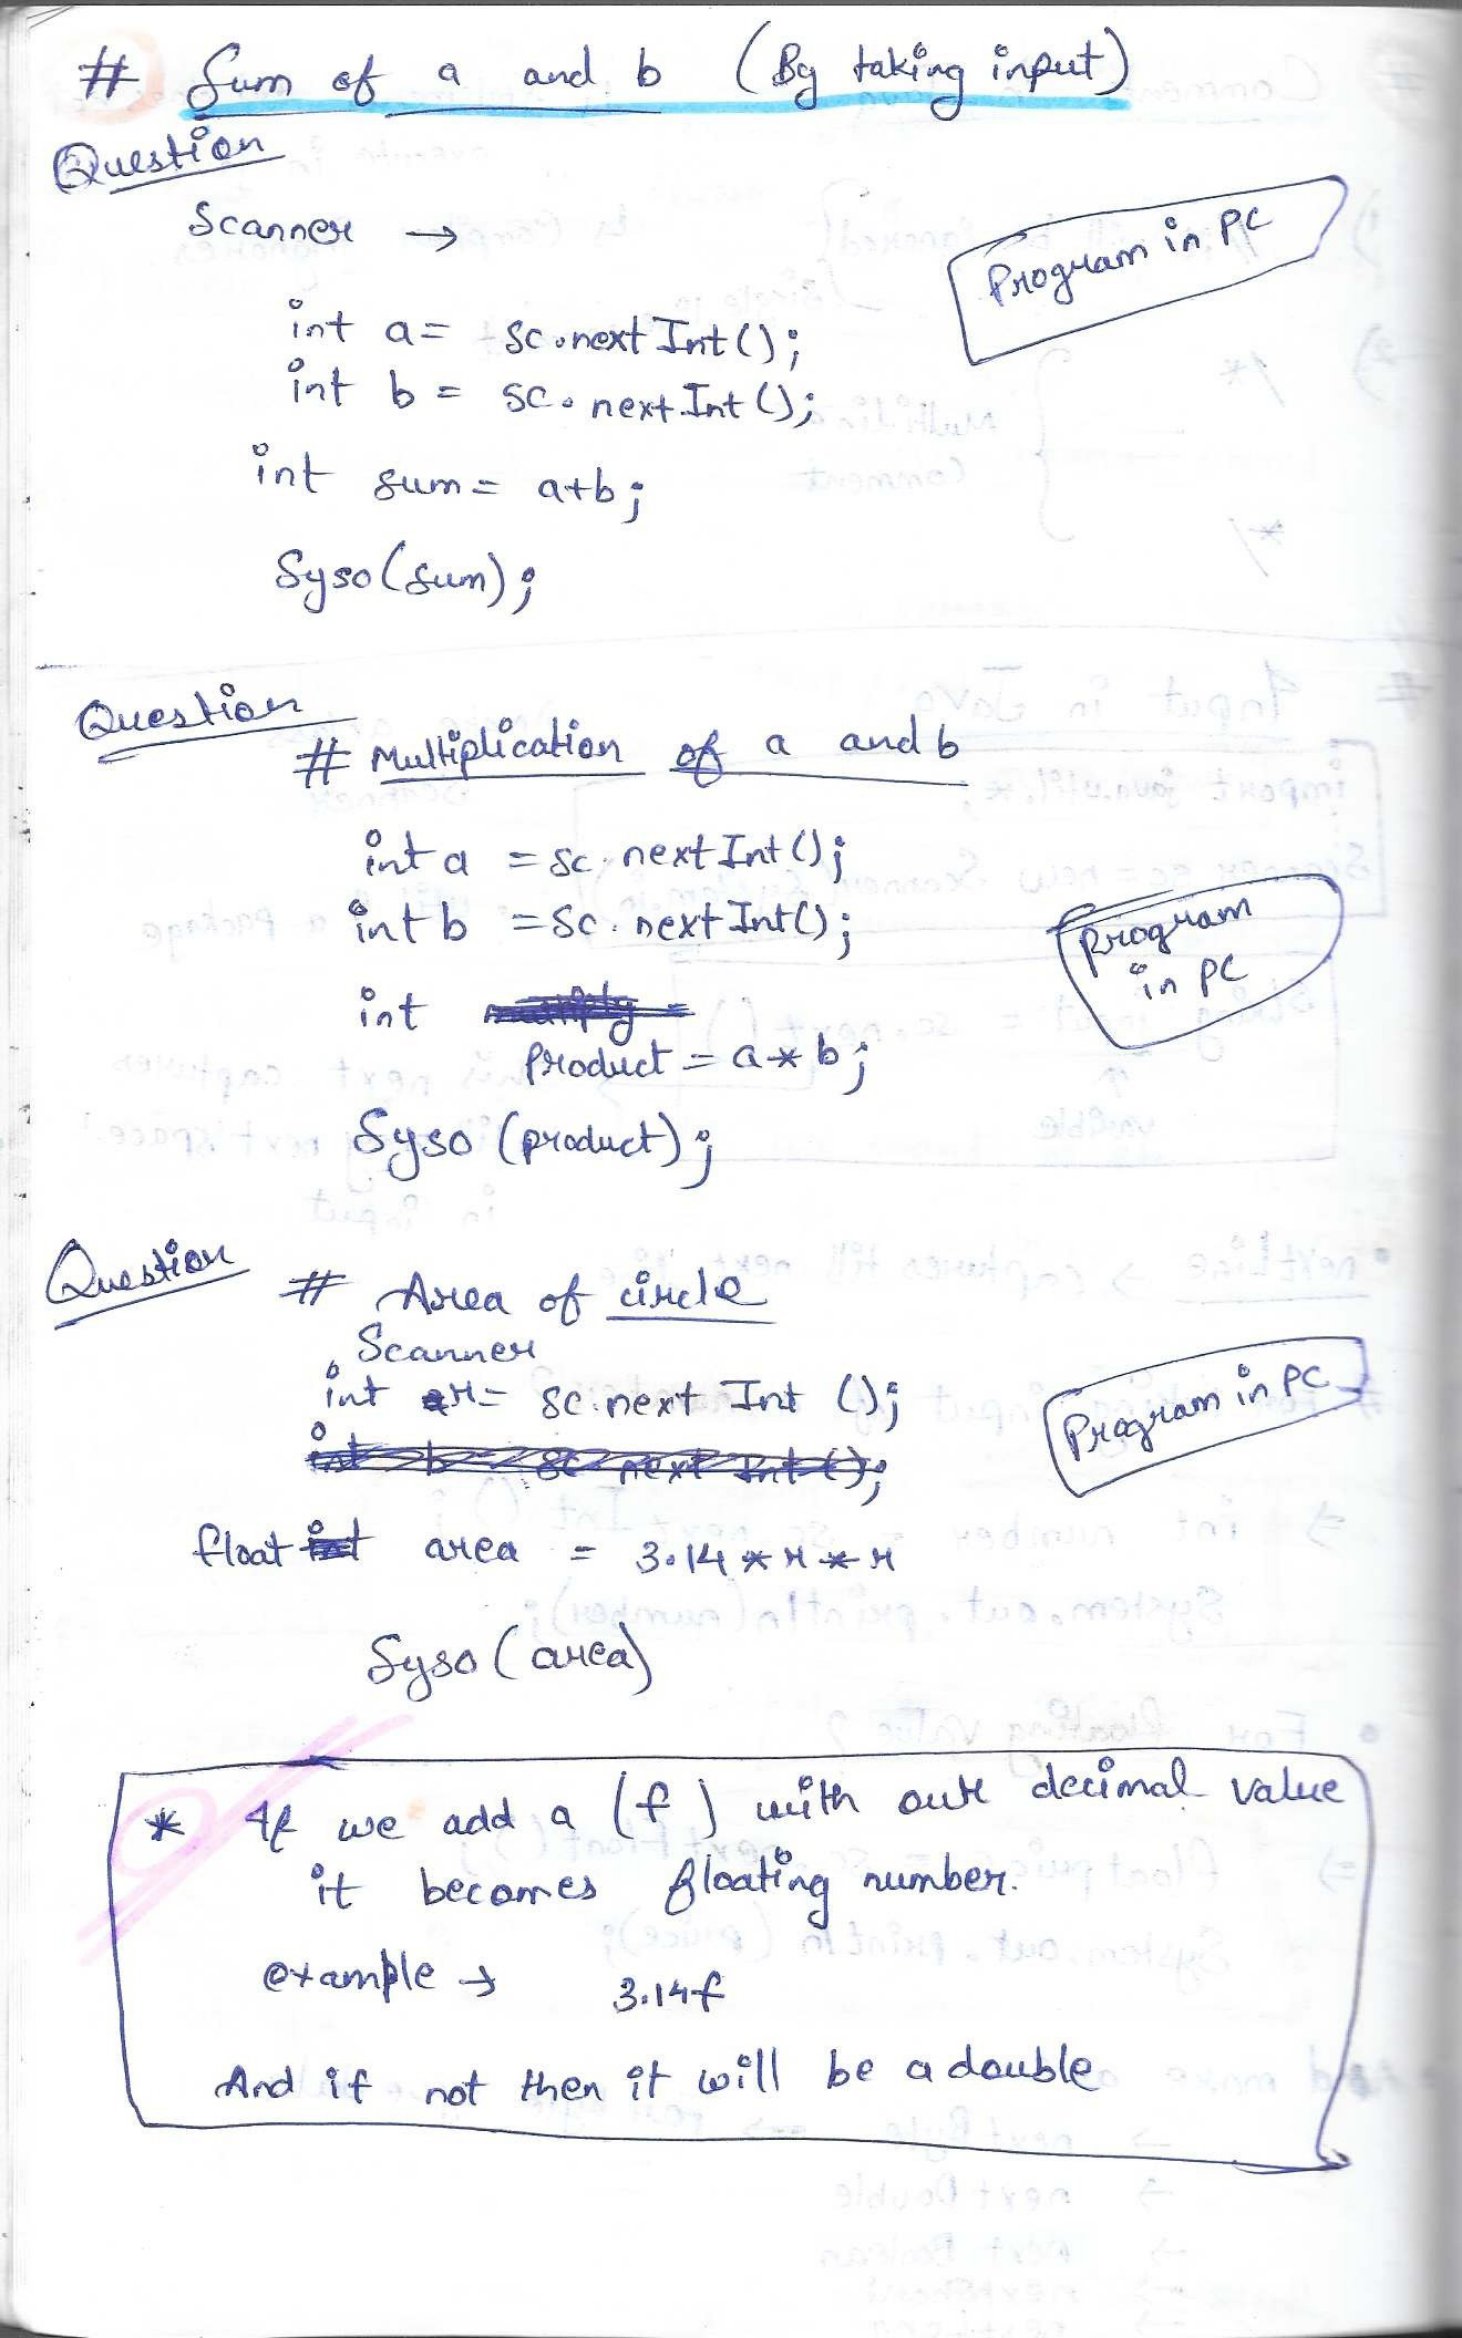 # Sum of a and b (By taking input)
Question
Scanner →
Program in PC
int a = sc.nextInt();
int b = sc.nextInt();
int sum = a+b;
Syso(sum);
Question
# Multiplication of a and b
int a = sc.nextInt();
int b = sc.nextInt();
Program
in PC
int multiply =
Product = a * b;
Syso (product);
Question # Area of circle
Scanner
int r = sc.next Int ();
Program in PC
int b = sc next Int();
float int area = 3.14 * r * r
Syso (area)
* If we add a (f) with our decimal value
it becomes floating number.
example → 3.14f
And if not then it will be a double